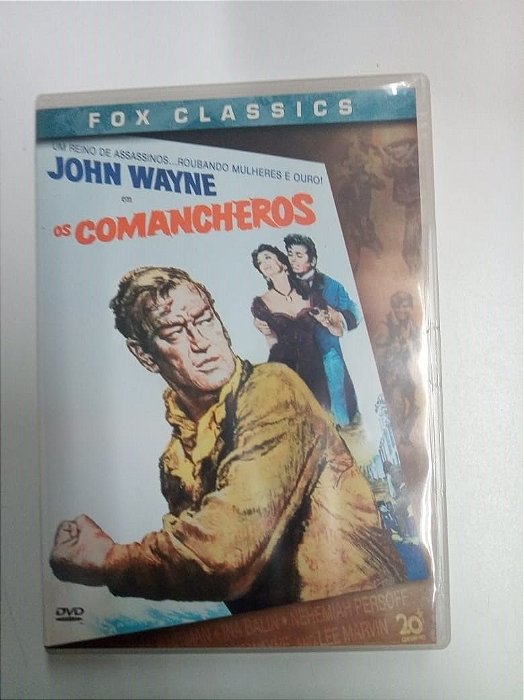 FOX CLASSICS
UM REINO DE ASSASSINOS...ROUBANDO MULHERES E OURO!
JOHN WAYNE
em
OS COMANCHEROS
NEHEMIAH PERSOFF
LEE MARVIN
DVD
20